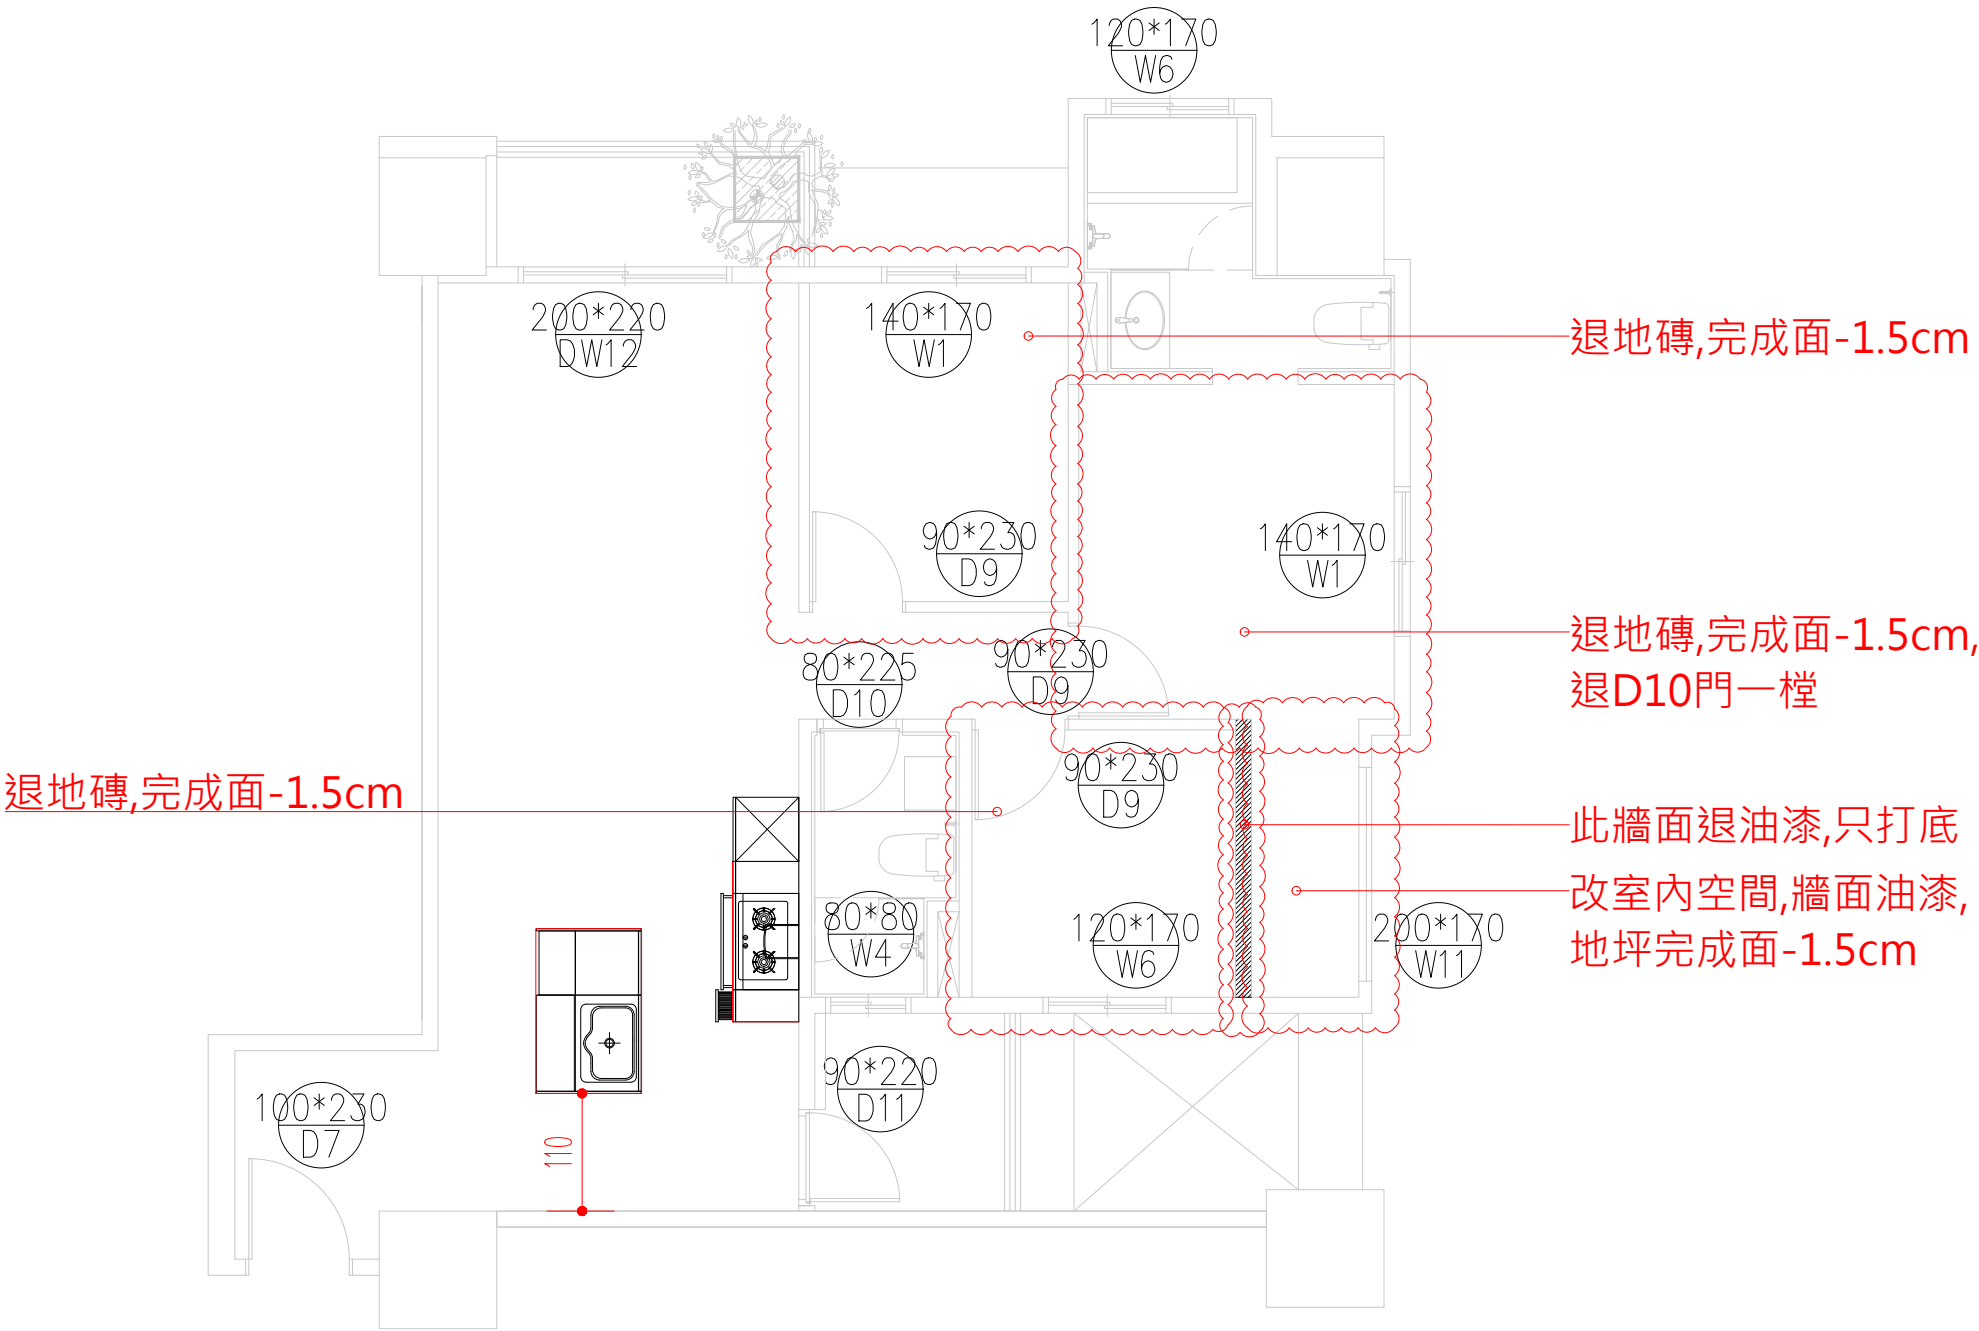 120*170
W6
200*220
DW12
140*170
W1
退地磚,完成面-1.5cm
90*230
D9
140*170
W1
80*225
D10
90*230
D9
退地磚,完成面-1.5cm,
退D10門一樘
退地磚,完成面-1.5cm
90*230
D9
此牆面退油漆,只打底
改室內空間,牆面油漆,
地坪完成面-1.5cm
80*80
W4
120*170
W6
200*170
W11
90*220
D11
100*230
D7
110